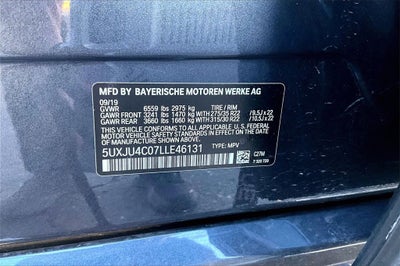 MFD BY BAYERISCHE MOTOREN WERKE AG
09/19
GVWR 6559 lbs 2975 kg TIRE / RIM
GAWR FRONT 3241 lbs 1470 kg WITH 275/35 R22 / 9.5J x 22
GAWR REAR 3660 lbs 1660 kg WITH 315/30 R22 / 10.5J x 22
THIS VEHICLE CONFORMS TO ALL APPLICABLE U.S.
FEDERAL MOTOR VEHICLE SAFETY STANDARDS IN
EFFECT ON THE DATE OF MANUFACTURE SHOWN ABOVE.
5UXJU4C07LLE46131 TYPE: MPV C27M